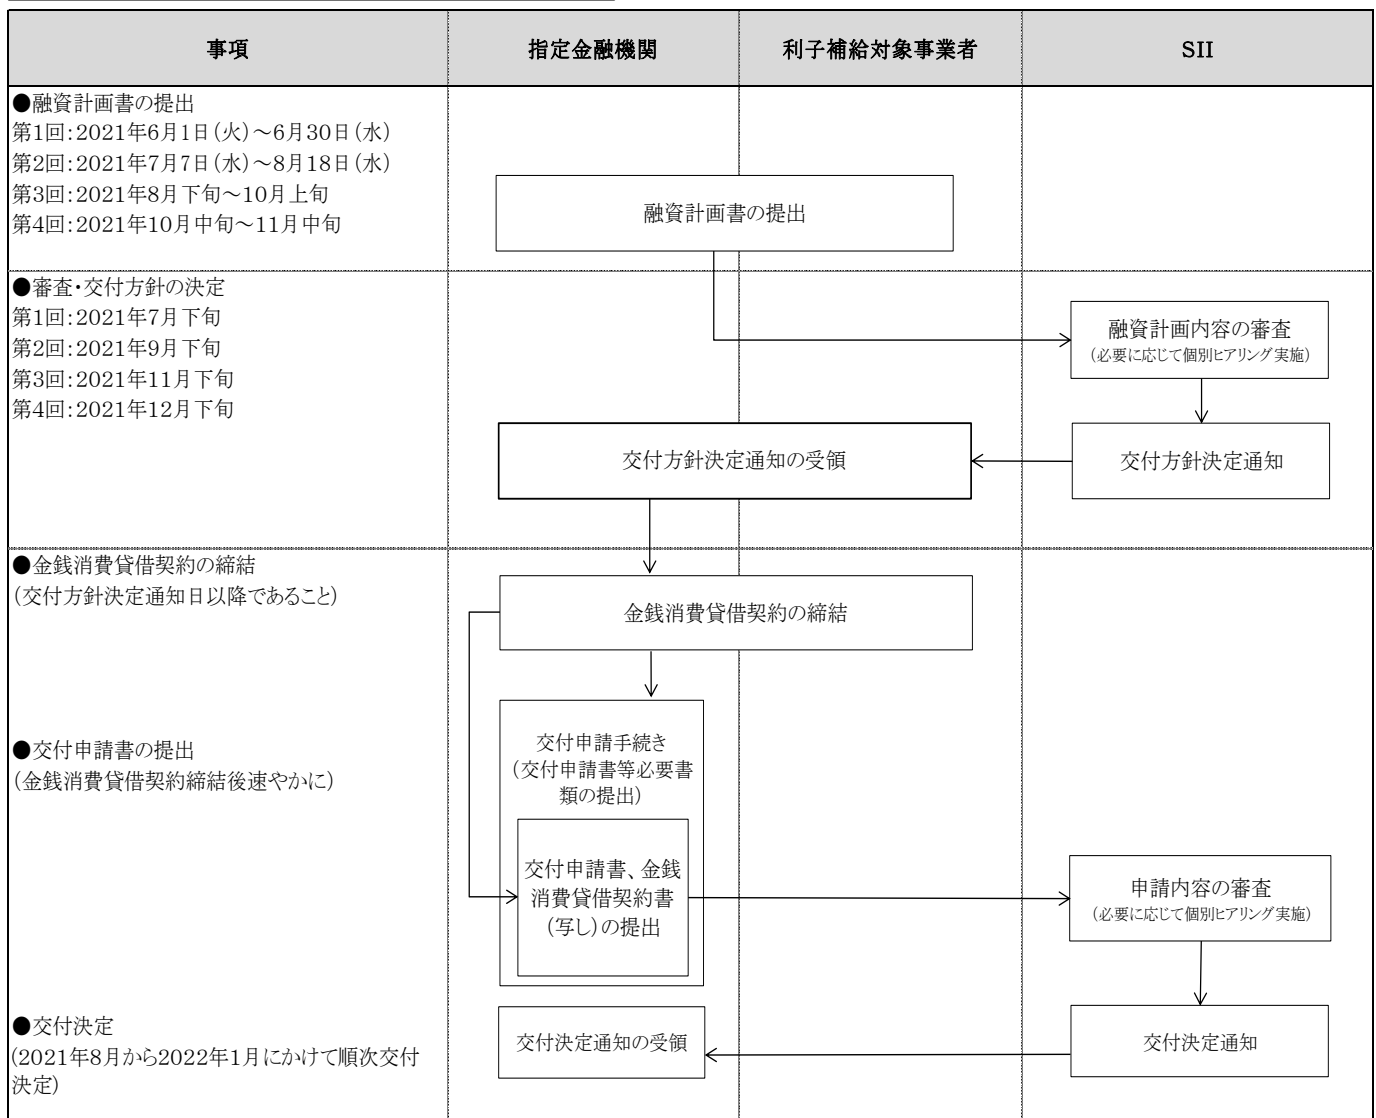 事項
指定金融機関
利子補給対象事業者
SII
●融資計画書の提出
第1回:2021年6月1日(火)～6月30日(水)
第2回:2021年7月7日(水)～8月18日(水)
第3回:2021年8月下旬～10月上旬
第4回:2021年10月中旬～11月中旬
融資計画書の提出
●審査・交付方針の決定
第1回:2021年7月下旬
第2回:2021年9月下旬
第3回:2021年11月下旬
第4回:2021年12月下旬
融資計画内容の審査
(必要に応じて個別ヒアリング実施)
交付方針決定通知の受領
交付方針決定通知
●金銭消費貸借契約の締結
(交付方針決定通知日以降であること)
金銭消費貸借契約の締結
●交付申請書の提出
(金銭消費貸借契約締結後速やかに)
交付申請手続き
(交付申請書等必要書
類の提出)
交付申請書、金銭
消費貸借契約書
(写し)の提出
申請内容の審査
(必要に応じて個別ヒアリング実施)
●交付決定
(2021年8月から2022年1月にかけて順次交付
決定)
交付決定通知の受領
交付決定通知